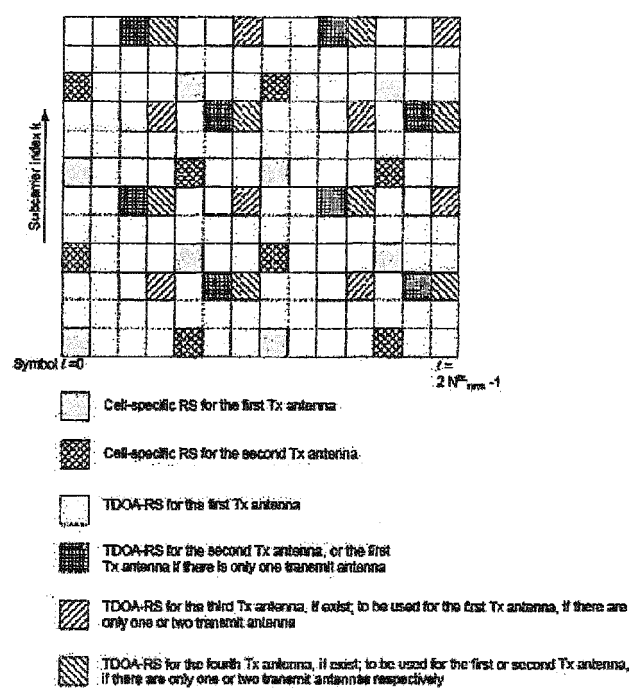 Subcarrier index k
Symbol ℓ=0
ℓ=
-1
Cell-specific RS for the first Tx antenna
Cell-specific RS for the second Tx antenna
TDOA-RS for the first Tx antenna
TDOA-RS for the second Tx antenna, or the first
Tx antenna if there is only one transmit antenna
TDOA-RS for the third Tx antenna, if exist; to be used for the first Tx antenna, if there are
only one or two transmit antenna
TDOA-RS for the fourth Tx antenna, if exist; to be used for the first or second Tx antenna,
if there are only one or two transmit antennas respectively